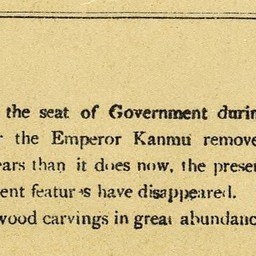 the seat of Government durin
the Emperor Kanmu remove
ears than it does now, the presen
ent features have disappeared.
wood carvings in great abundanc